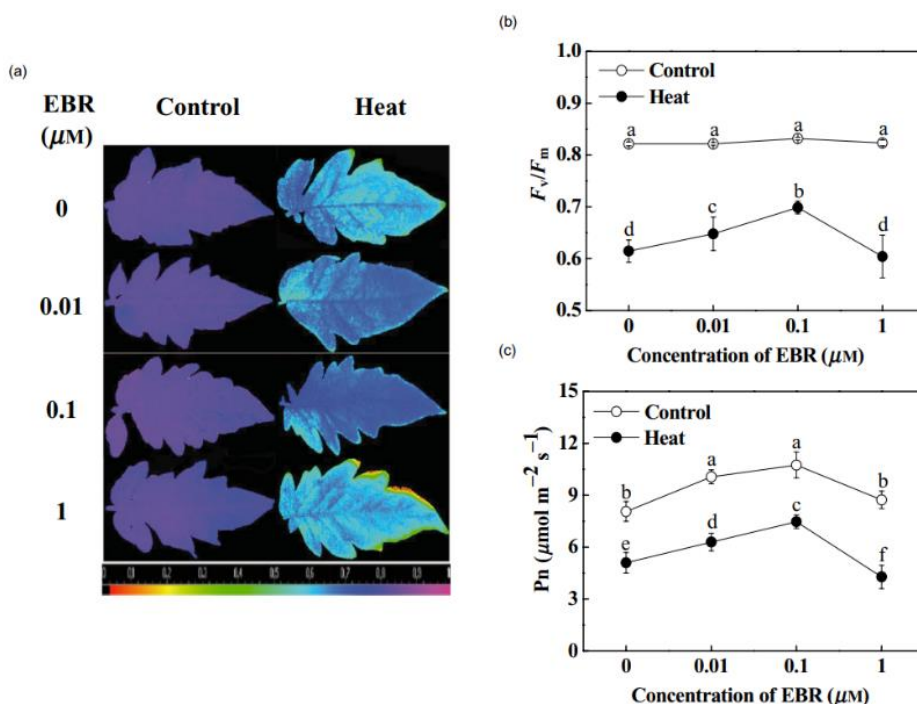 (a)
EBR
(μM)
Control
Heat
0
0.01
0.1
1
(b)
1.0
0.9
0.8
0.7
0.6
0.5
Fv/Fm
Control
Heat
a a a a
d c b d
0 0.01 0.1 1
Concentration of EBR (μM)
(c)
15
12
9
6
3
0
Pn (μmol m−2 s−1)
Control
Heat
b a a b
e d c f
0 0.01 0.1 1
Concentration of EBR (μM)